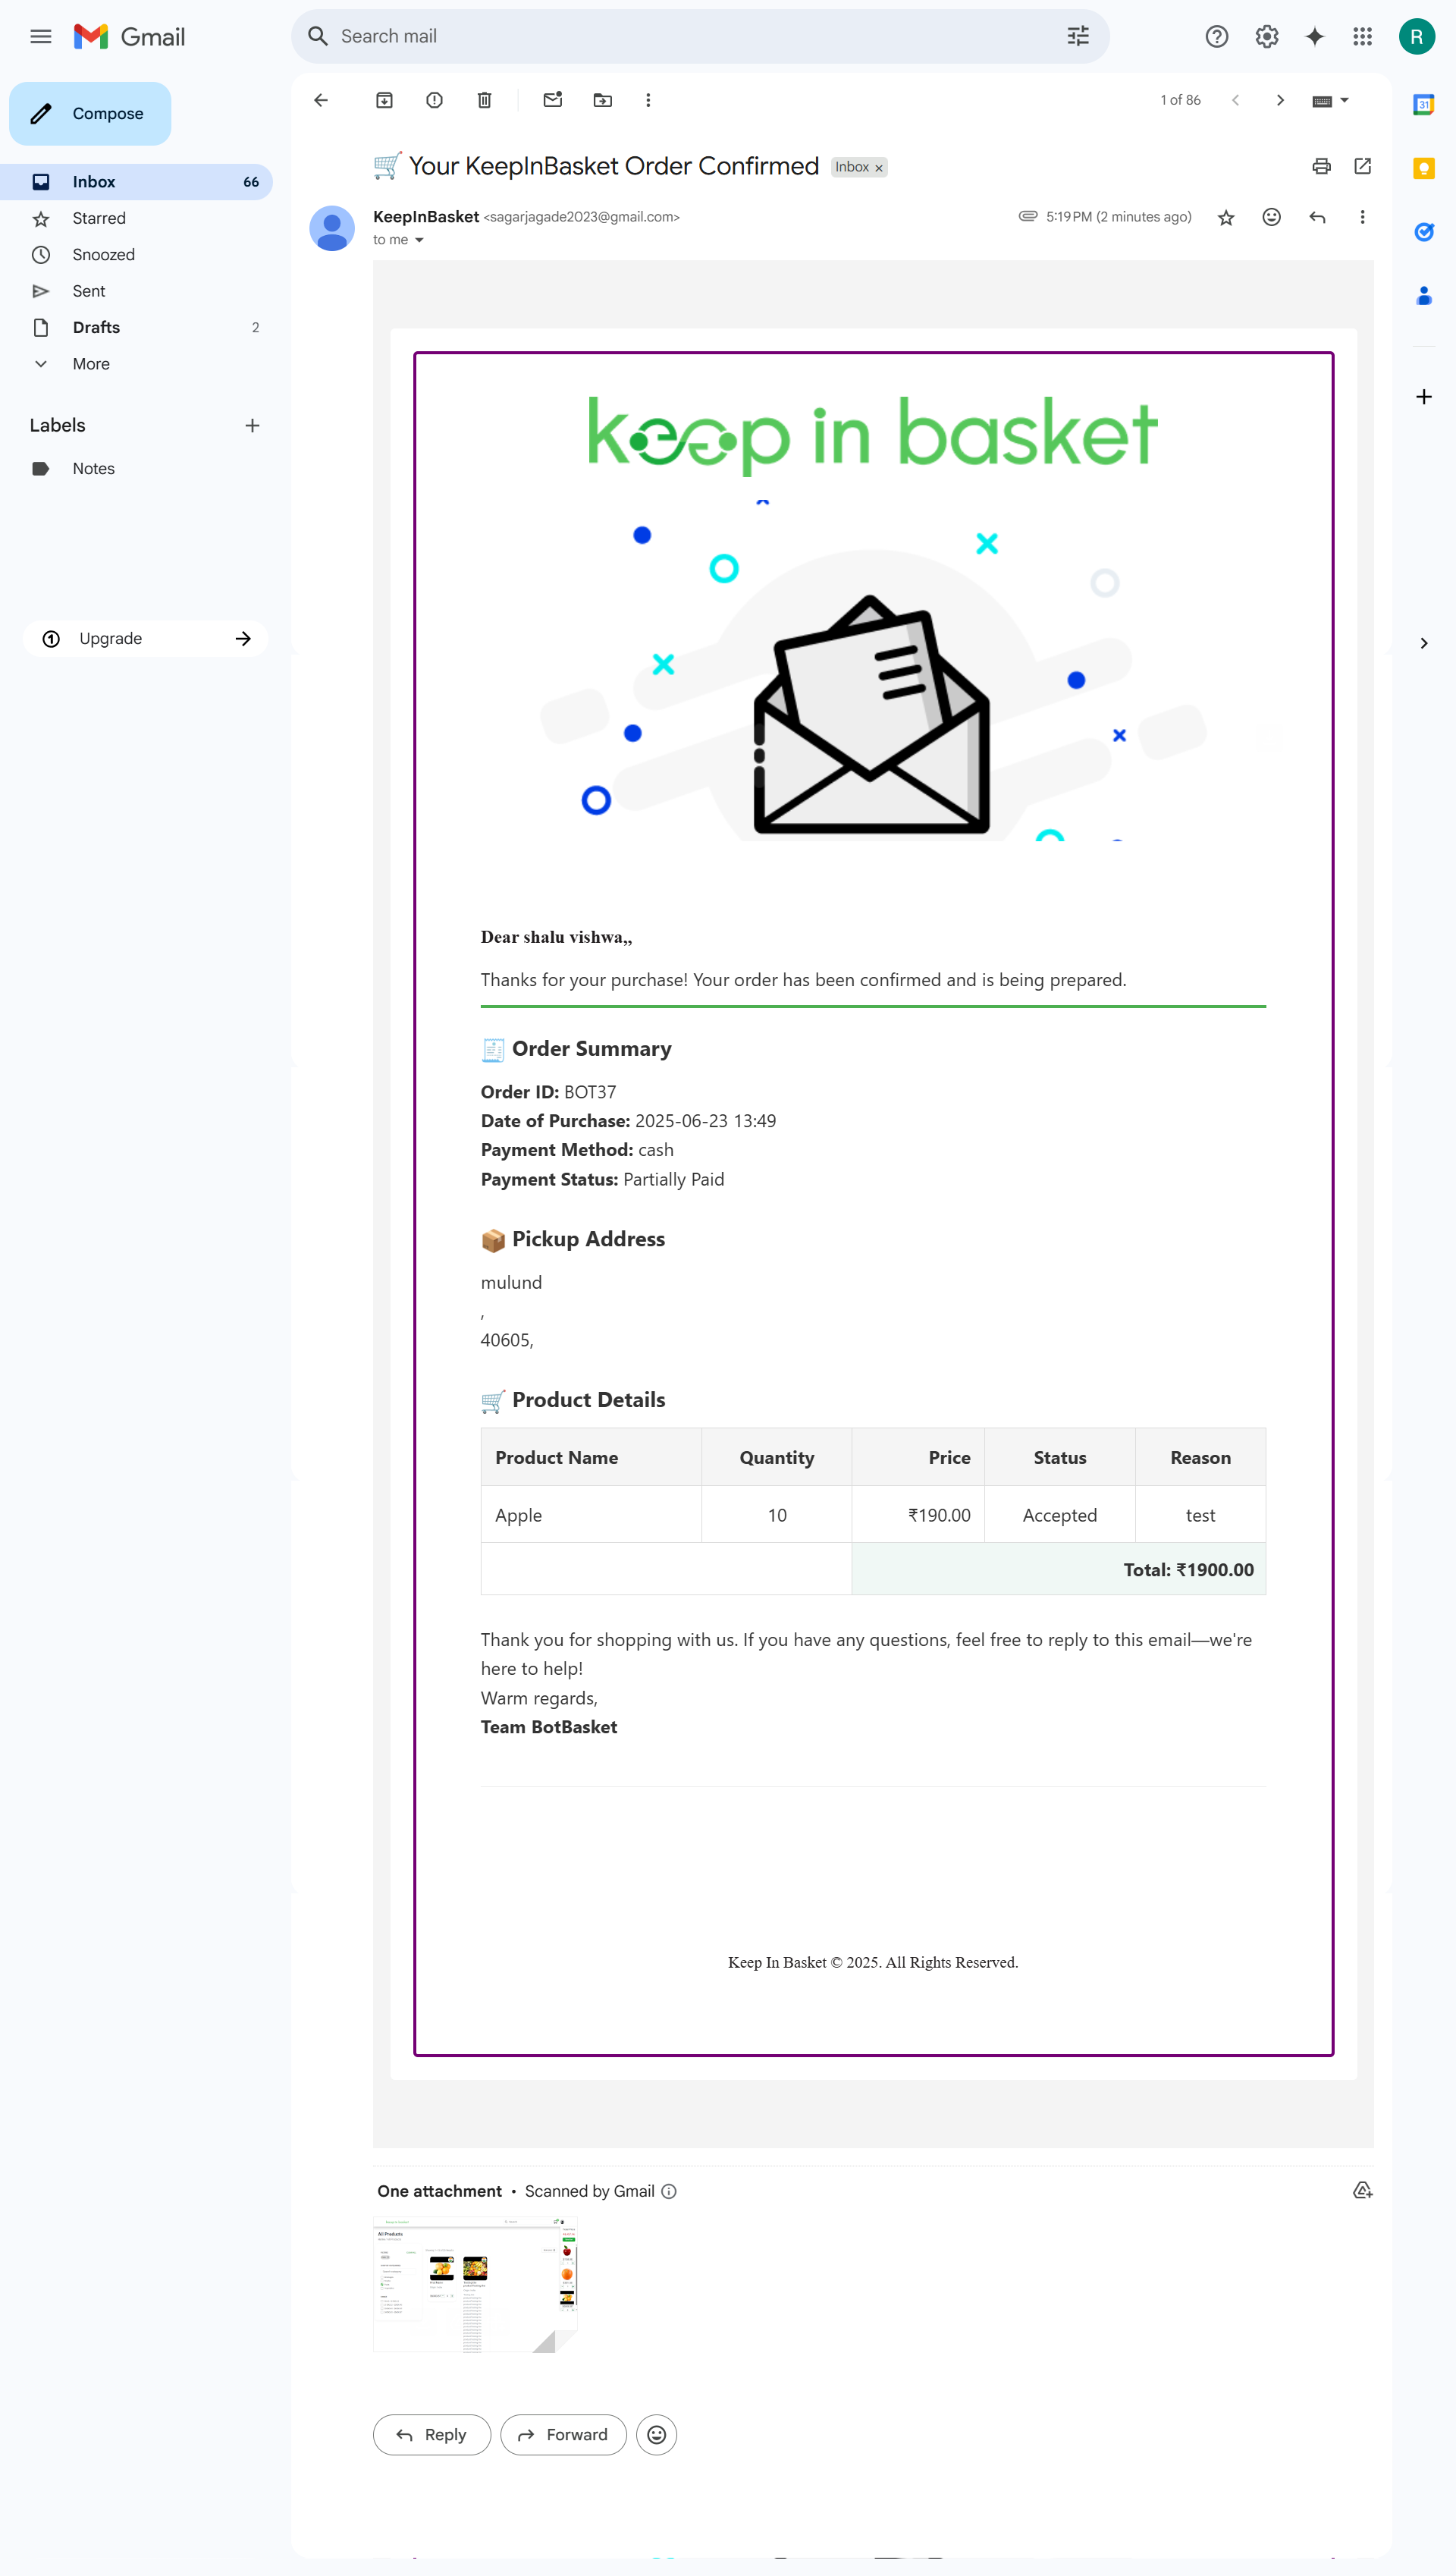 Gmail
Search mail
R
Compose
1 of 86
31
Inbox 66
Starred
Snoozed
Sent
Drafts 2
More
Labels
Notes
Upgrade
🛒 Your KeepInBasket Order Confirmed Inbox x
KeepInBasket <sagarjagade2023@gmail.com> 5:19 PM (2 minutes ago)
to me
keep in basket
Dear shalu vishwa,,
Thanks for your purchase! Your order has been confirmed and is being prepared.
🧾 Order Summary
Order ID: BOT37
Date of Purchase: 2025-06-23 13:49
Payment Method: cash
Payment Status: Partially Paid
📦 Pickup Address
mulund
,
40605,
🛒 Product Details
Product Name Quantity Price Status Reason
Apple 10 ₹190.00 Accepted test
Total: ₹1900.00
Thank you for shopping with us. If you have any questions, feel free to reply to this email—we're
here to help!
Warm regards,
Team BotBasket
Keep In Basket © 2025. All Rights Reserved.
One attachment • Scanned by Gmail
All Products
Reply Forward